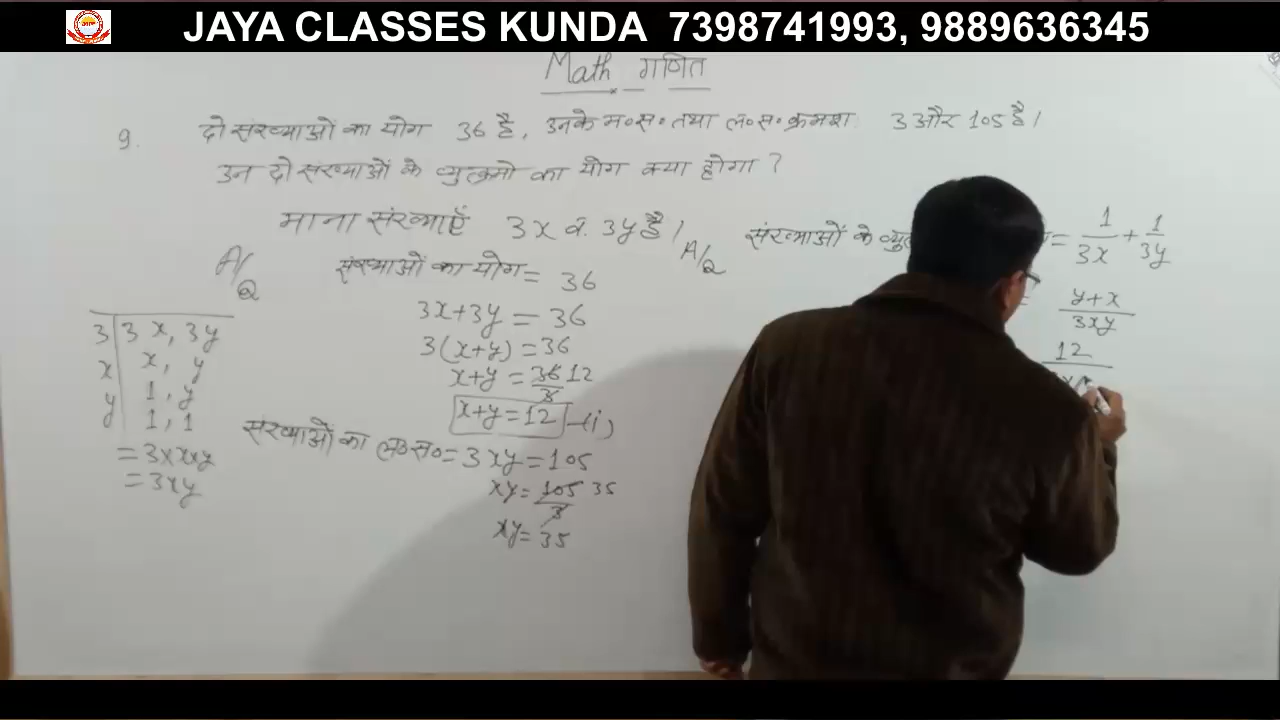 JAYA CLASSES KUNDA 7398741993, 9889636345
Math गणित
9. दो संख्याओं का योग 36 है, उनके म०स० तथा ल०स० क्रमश 3 और 105 है।
उन दो संख्याओं के व्युत्क्रमो का योग क्या होगा ?
माना संख्याएँ 3x व 3y है।
A/Q संख्याओं का योग = 36
3x+3y = 36
3(x+y) = 36
x+y = 36/3 12
x+y = 12 —(i)
संख्याओं का ल०स० = 3xy = 105
xy = 105/3 35
xy = 35
3 | 3x, 3y
x | x, y
y | 1, y
1, 1
= 3×x×y
= 3xy
A/Q संख्याओं के = 1/3x + 1/3y
= y+x/3xy
12